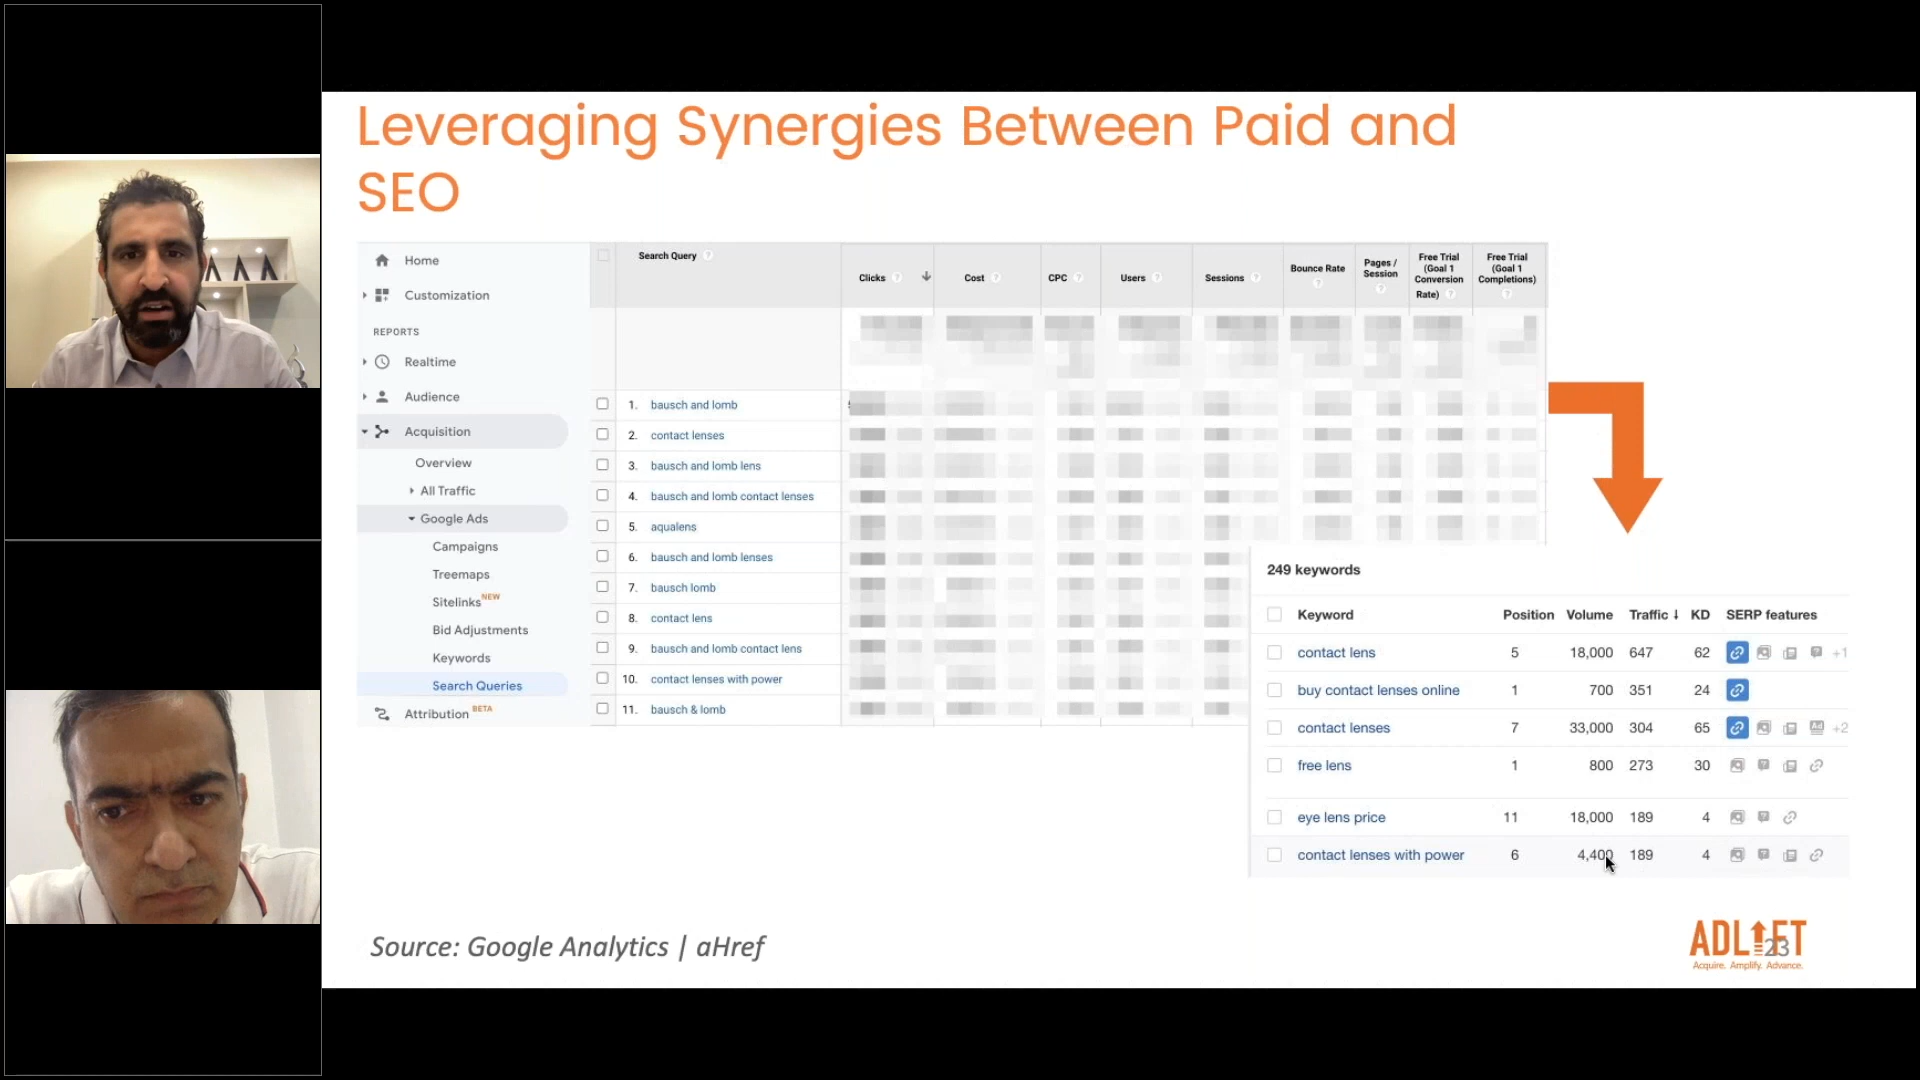 Leveraging Synergies Between Paid and
SEO
Home
Customization
REPORTS
Realtime
Audience
Acquisition
Overview
All Traffic
Google Ads
Campaigns
Treemaps
Sitelinks NEW
Bid Adjustments
Keywords
Search Queries
Attribution BETA
Search Query Clicks Cost CPC Users Sessions Bounce Rate Pages / Session Free Trial (Goal 1 Conversion Rate) Free Trial (Goal 1 Completions)
1. bausch and lomb
2. contact lenses
3. bausch and lomb lens
4. bausch and lomb contact lenses
5. aqualens
6. bausch and lomb lenses
7. bausch lomb
8. contact lens
9. bausch and lomb contact lens
10. contact lenses with power
11. bausch & lomb
249 keywords
Keyword Position Volume Traffic ↓ KD SERP features
contact lens 5 18,000 647 62 +1
buy contact lenses online 1 700 351 24
contact lenses 7 33,000 304 65 +2
free lens 1 800 273 30
eye lens price 11 18,000 189 4
contact lenses with power 6 4,400 189 4
Source: Google Analytics | aHref
ADLIFT
23
Acquire. Amplify. Advance.